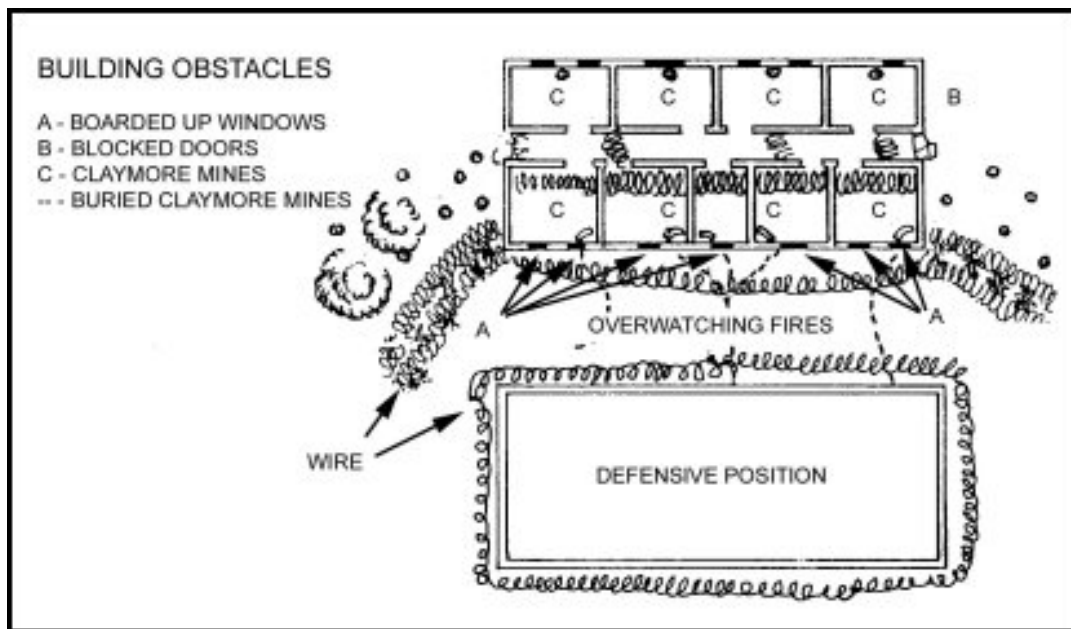 BUILDING OBSTACLES
A - BOARDED UP WINDOWS
B - BLOCKED DOORS
C - CLAYMORE MINES
-- - BURIED CLAYMORE MINES
C C C C B
C C C C
A OVERWATCHING FIRES A
WIRE
DEFENSIVE POSITION